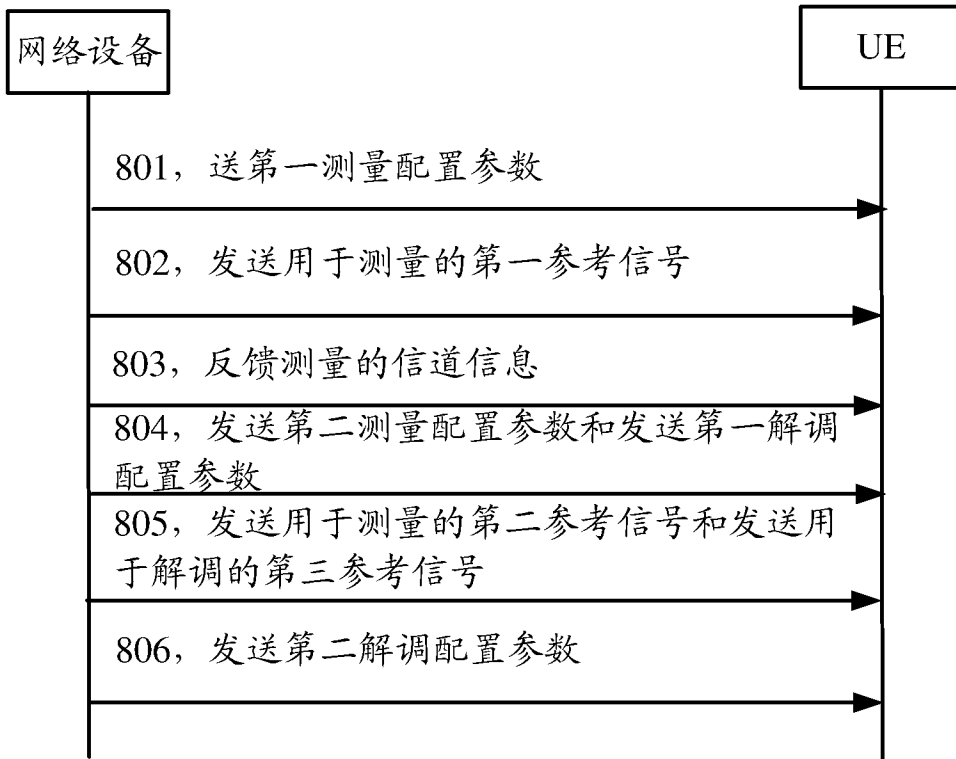 网络设备
UE
801，送第一测量配置参数
802，发送用于测量的第一参考信号
803，反馈测量的信道信息
804，发送第二测量配置参数和发送第一解调
配置参数
805，发送用于测量的第二参考信号和发送用
于解调的第三参考信号
806，发送第二解调配置参数